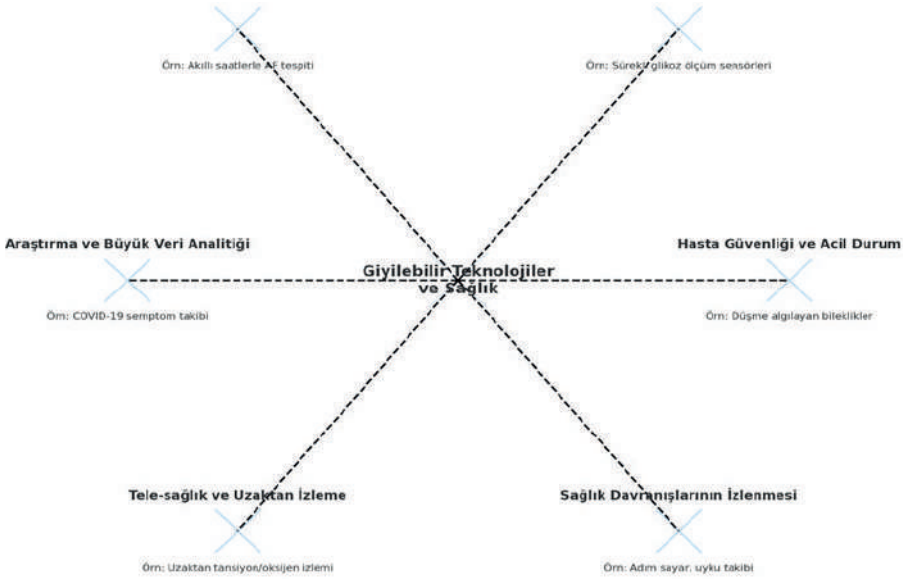 Örn: Akıllı saatlerle AF tespiti
Örn: Sürekli glikoz ölçüm sensörleri
Araştırma ve Büyük Veri Analitiği
Hasta Güvenliği ve Acil Durum
Giyilebilir Teknolojiler
ve Sağlık
Örn: COVID-19 semptom takibi
Örn: Düşme algılayan bileklikler
Tele-sağlık ve Uzaktan İzleme
Sağlık Davranışlarının İzlenmesi
Örn: Uzaktan tansiyon/oksijen izlemi
Örn: Adım sayar, uyku takibi